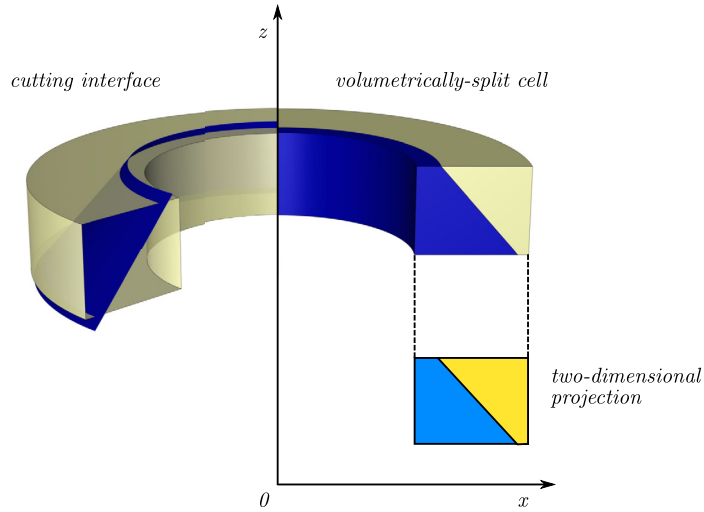 z
cutting interface
volumetrically-split cell
two-dimensional
projection
0
x